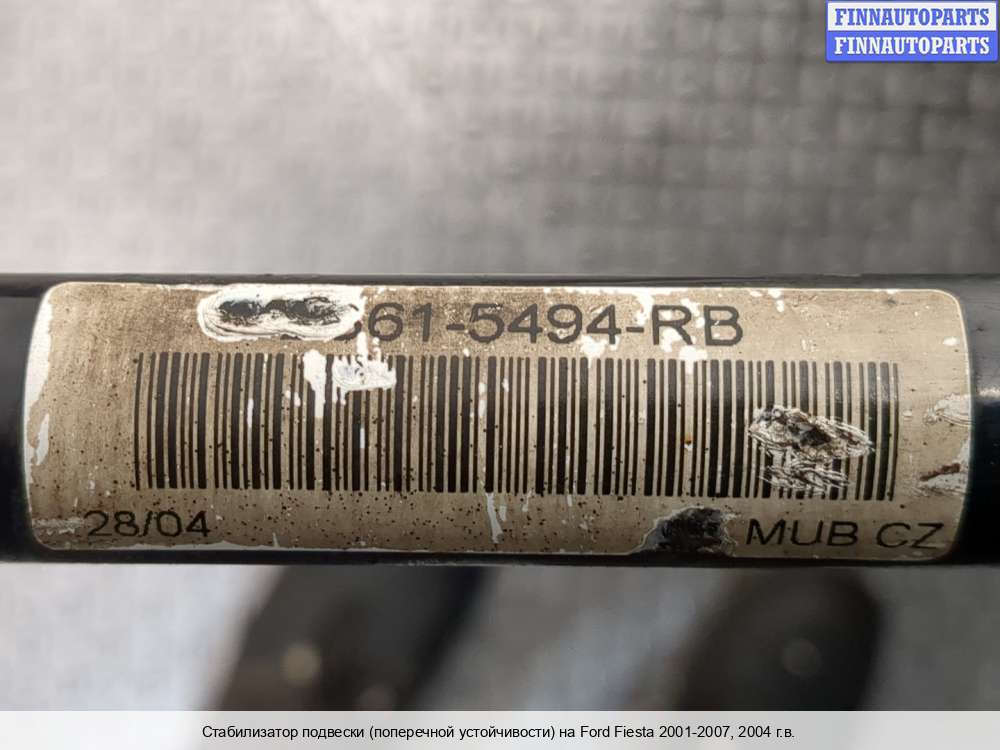 FINNAUTOPARTS
FINNAUTOPARTS
61-5494-RB
28/04
MUB CZ
Стабилизатор подвески (поперечной устойчивости) на Ford Fiesta 2001-2007, 2004 г.в.